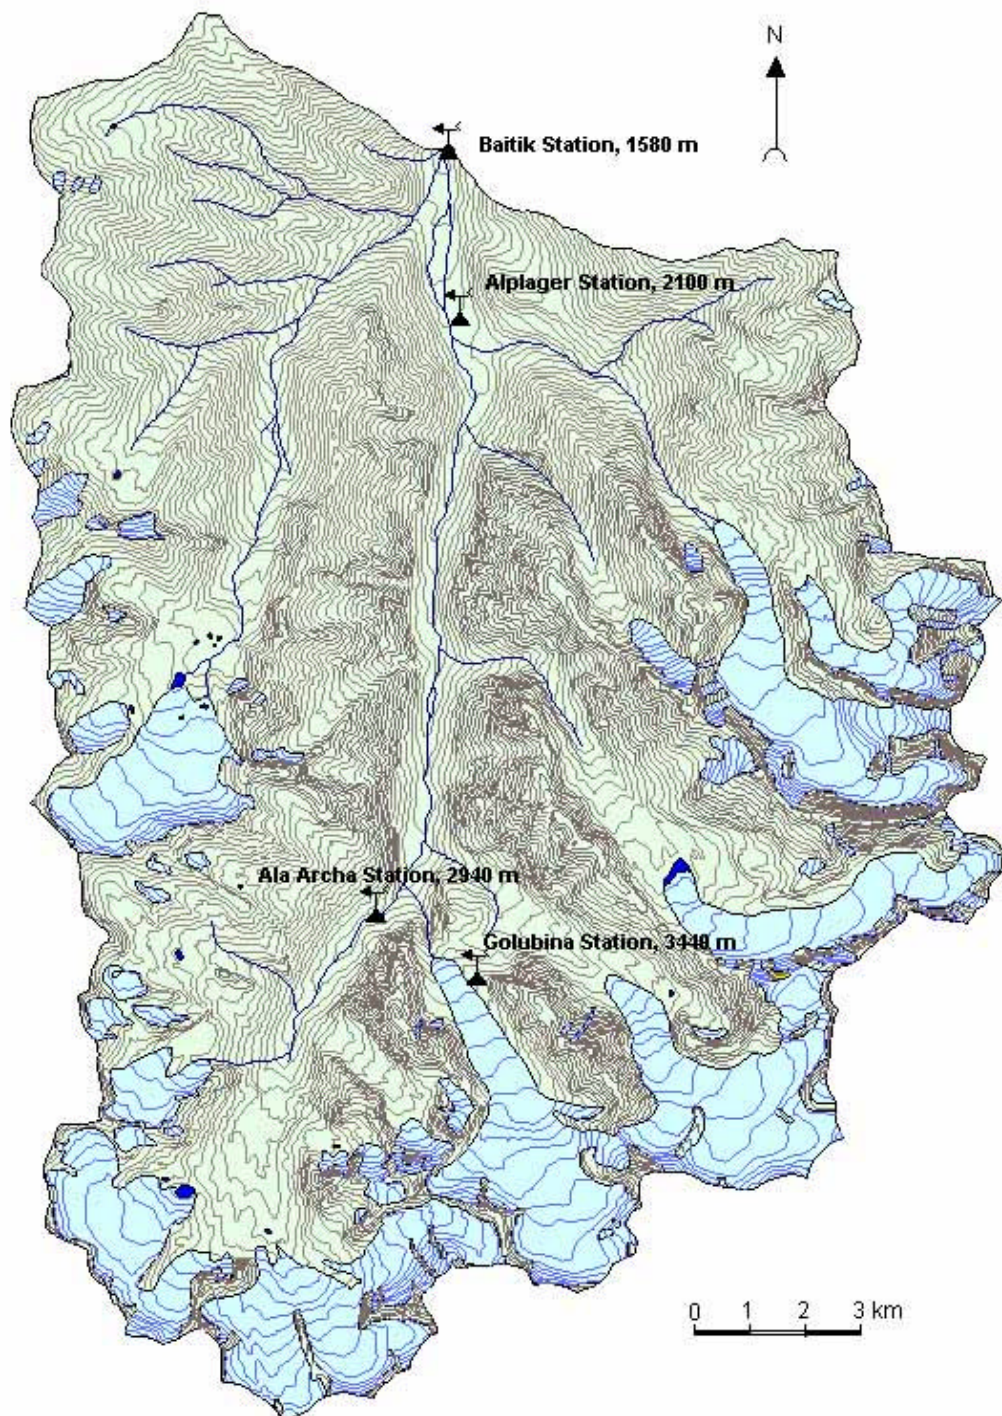 N
Baitik Station, 1580 m
Alplager Station, 2100 m
Ala Archa Station, 2940 m
Golubina Station, 3440 m
0 1 2 3 km